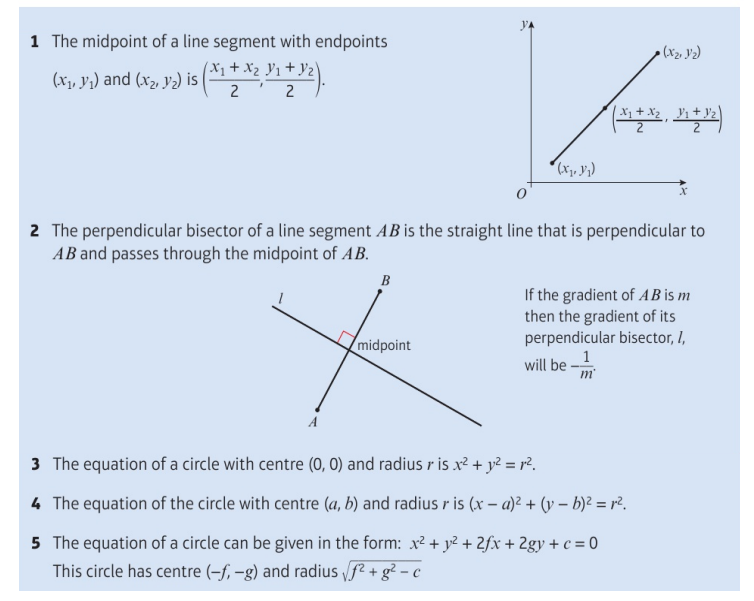 1 The midpoint of a line segment with endpoints
(x₁, y₁) and (x₂, y₂) is ((x₁ + x₂)/2, (y₁ + y₂)/2).
y
(x₂, y₂)
((x₁ + x₂)/2, (y₁ + y₂)/2)
(x₁, y₁)
O
x
2 The perpendicular bisector of a line segment AB is the straight line that is perpendicular to
AB and passes through the midpoint of AB.
B
l
midpoint
A
If the gradient of AB is m
then the gradient of its
perpendicular bisector, l,
will be −1/m.
3 The equation of a circle with centre (0, 0) and radius r is x² + y² = r².
4 The equation of the circle with centre (a, b) and radius r is (x – a)² + (y – b)² = r².
5 The equation of a circle can be given in the form: x² + y² + 2fx + 2gy + c = 0
This circle has centre (–f, –g) and radius √(f² + g² – c)